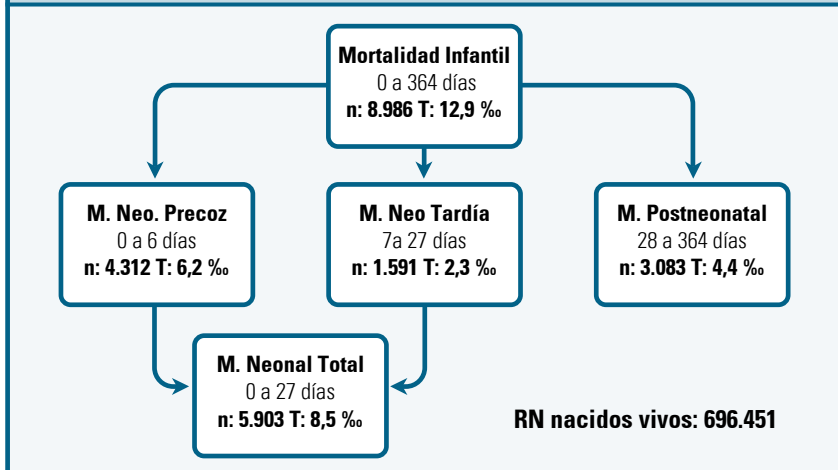 Mortalidad Infantil
0 a 364 días
n: 8.986 T: 12,9 ‰
M. Neo. Precoz
0 a 6 días
n: 4.312 T: 6,2 ‰
M. Neo Tardía
7a 27 días
n: 1.591 T: 2,3 ‰
M. Postneonatal
28 a 364 días
n: 3.083 T: 4,4 ‰
M. Neonal Total
0 a 27 días
n: 5.903 T: 8,5 ‰
RN nacidos vivos: 696.451